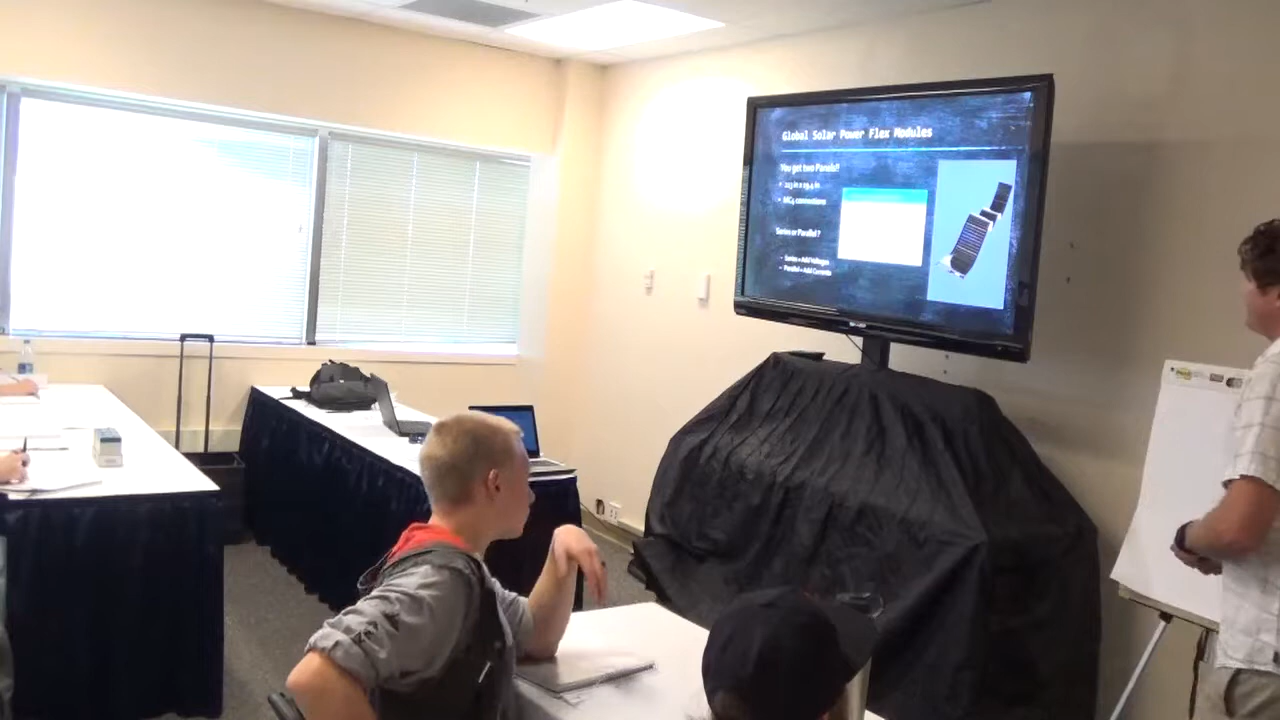 Global Solar Power Flex Modules
You get two Panels!!
MC4 connections
Series or Parallel ?
Series = Add Voltages
Parallel = Add Currents